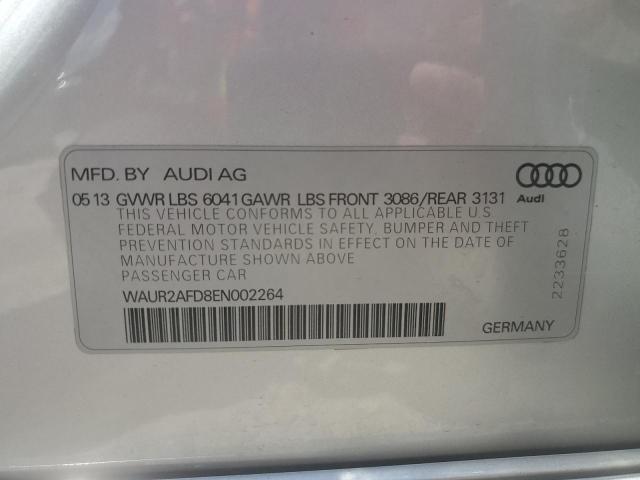 MFD. BY AUDI AG
05 13 GVWR LBS 6041 GAWR LBS FRONT 3086/REAR 3131
Audi
THIS VEHICLE CONFORMS TO ALL APPLICABLE U.S
FEDERAL MOTOR VEHICLE SAFETY, BUMPER AND THEFT
PREVENTION STANDARDS IN EFFECT ON THE DATE OF
MANUFACTURE SHOWN ABOVE
PASSENGER CAR
WAUR2AFD8EN002264
GERMANY
2233628